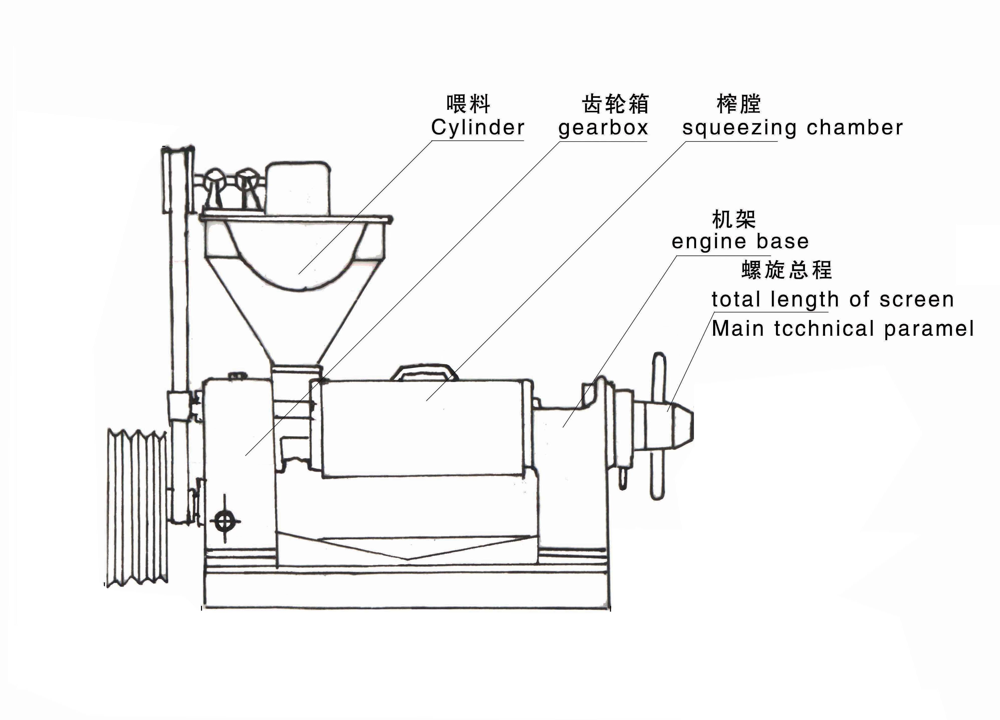 喂料
Cylinder
齿轮箱
gearbox
榨膛
squeezing chamber
机架
engine base
螺旋总程
total length of screen
Main tcchnical paramel